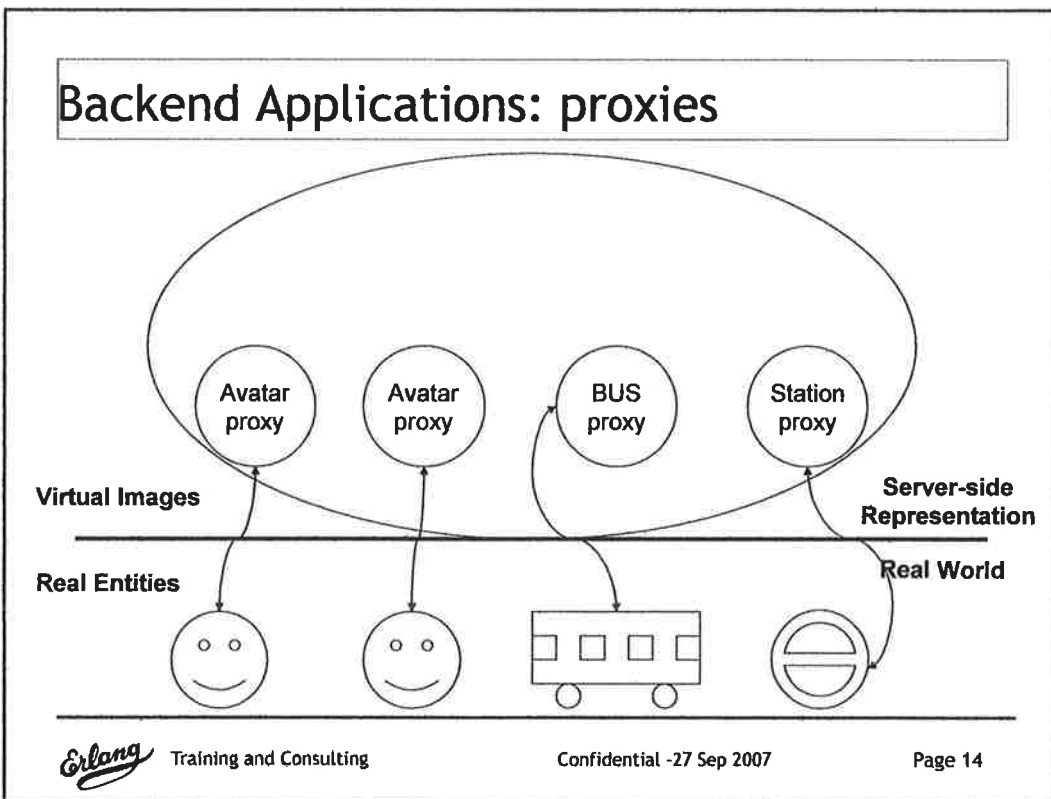 Backend Applications: proxies
Avatar
proxy
Avatar
proxy
BUS
proxy
Station
proxy
Virtual Images
Server-side
Representation
Real Entities
Real World
Erlang Training and Consulting
Confidential -27 Sep 2007
Page 14